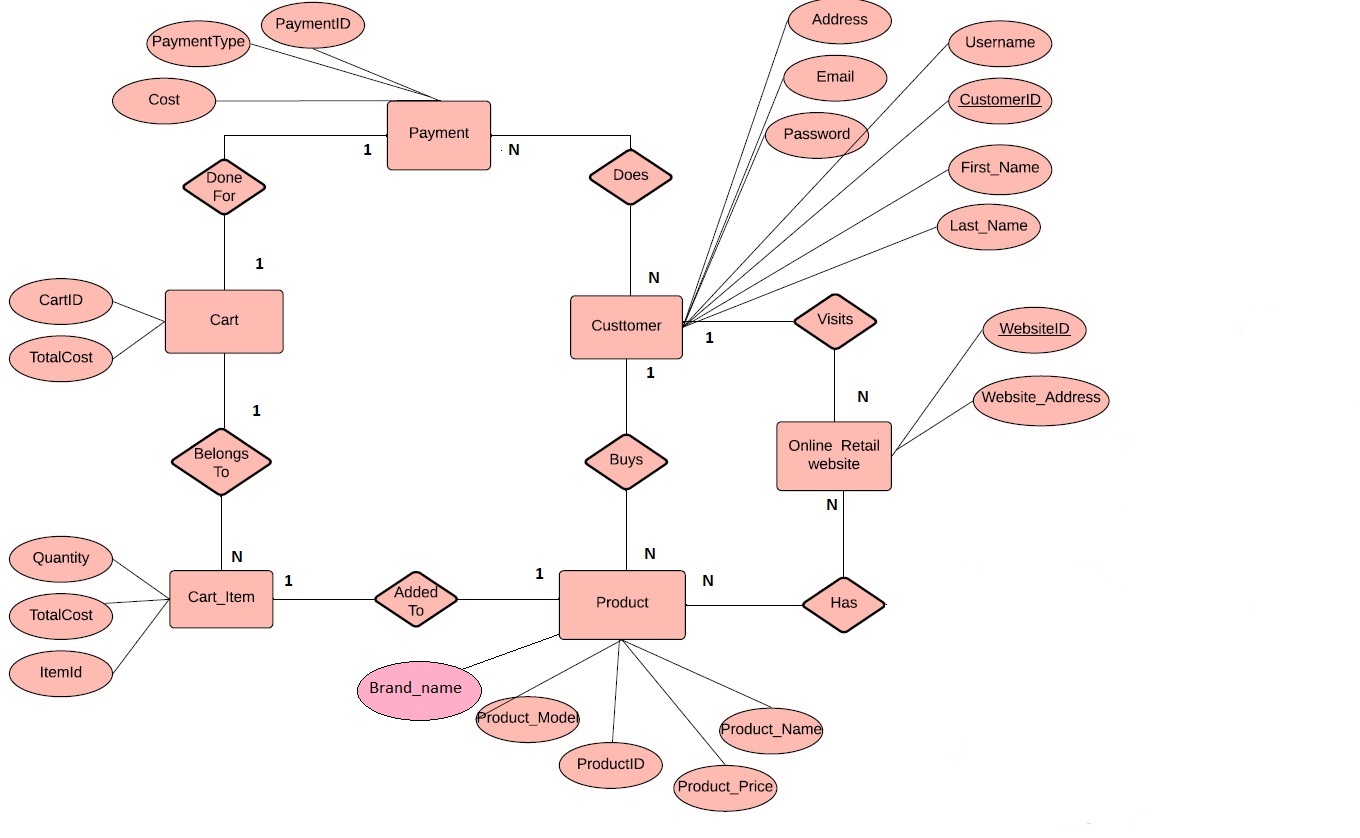 PaymentID
PaymentType
Cost
Payment
1
N
Done
For
Does
1
N
Address
Email
Password
Username
CustomerID
First_Name
Last_Name
CartID
TotalCost
Cart
1
Custtomer
1
1
Visits
N
WebsiteID
Website_Address
Online Retail
website
N
Belongs
To
N
Buys
N
Quantity
TotalCost
ItemId
Cart_Item
1
Added
To
1
Product
N
Has
Brand_name
Product_Model
ProductID
Product_Price
Product_Name